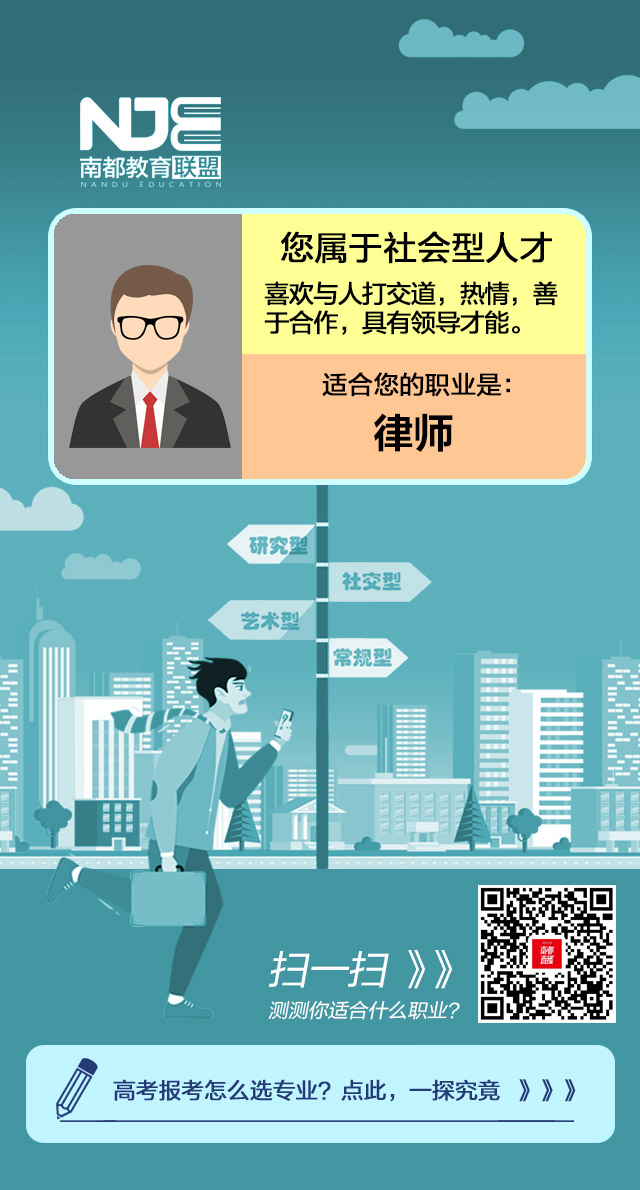 NJE
南都教育联盟
NANDU EDUCATION
您属于社会型人才
喜欢与人打交道，热情，善
于合作，具有领导才能。
适合您的职业是：
律师
研究型
社交型
艺术型
常规型
扫一扫 》》
测测你适合什么职业？
南都
直播
高考报考怎么选专业？点此，一探究竟 》》》